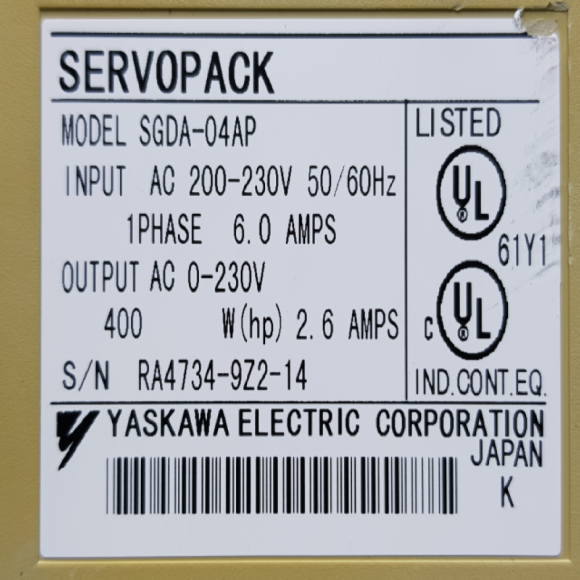 SERVOPACK
MODEL SGDA-04AP
INPUT AC 200-230V 50/60Hz
1PHASE 6.0 AMPS
OUTPUT AC 0-230V
400 W(hp) 2.6 AMPS
S/N RA4734-9Z2-14
LISTED
UL
®
61Y1
c UL
®
IND.CONT.EQ.
YASKAWA ELECTRIC CORPORATION
JAPAN
K